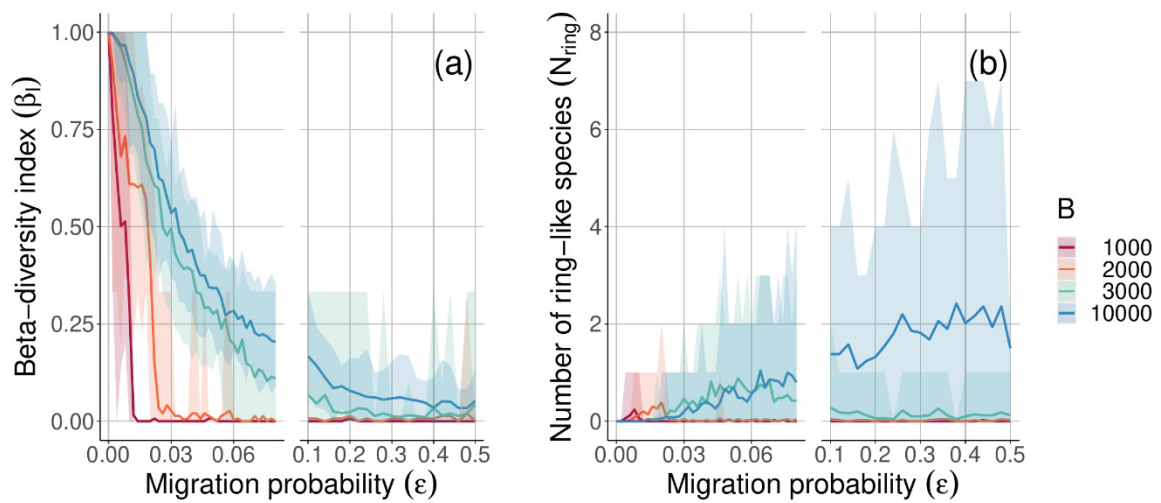 Beta−diversity index (βI)
1.00
0.75
0.50
0.25
0.00
(a)
0.00 0.03 0.06 0.1 0.2 0.3 0.4 0.5
Migration probability (ε)
Number of ring−like species (Nring)
8
6
4
2
0
(b)
0.00 0.03 0.06 0.1 0.2 0.3 0.4 0.5
Migration probability (ε)
B
1000
2000
3000
10000